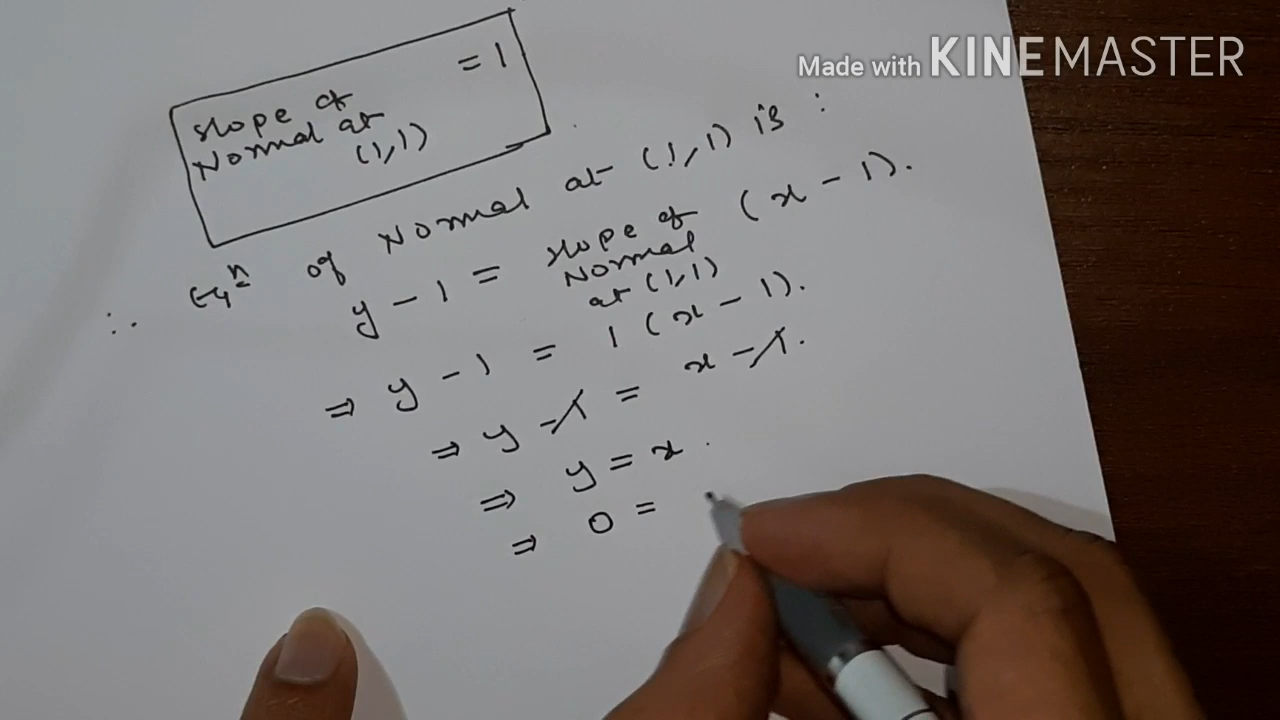 Made with KINEMASTER
slope of
Normal at
(1,1) = 1
∴ Eqn of Normal at (1,1) is :
y - 1 = slope of Normal at (1,1) (x - 1).
⇒ y - 1 = 1 (x - 1).
⇒ y - 1 = x - 1.
⇒ y = x.
⇒ 0 =